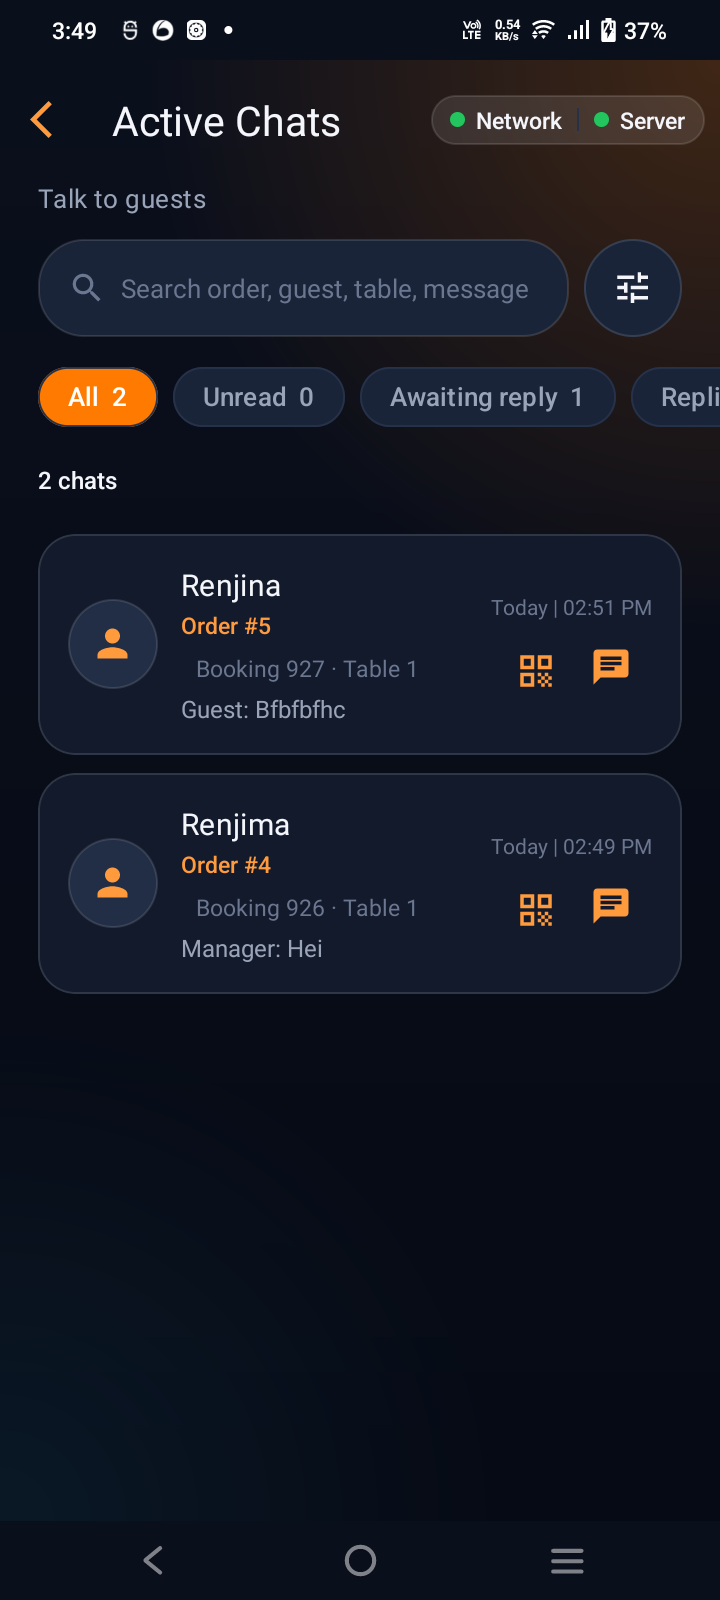 3:49 Vo) LTE 0.54 KB/s 37%
Active Chats Network Server
Talk to guests
Search order, guest, table, message
All 2 Unread 0 Awaiting reply 1 Repli
2 chats
Renjina
Today | 02:51 PM
Order #5
Booking 927 · Table 1
Guest: Bfbfbfhc
Renjima
Today | 02:49 PM
Order #4
Booking 926 · Table 1
Manager: Hei